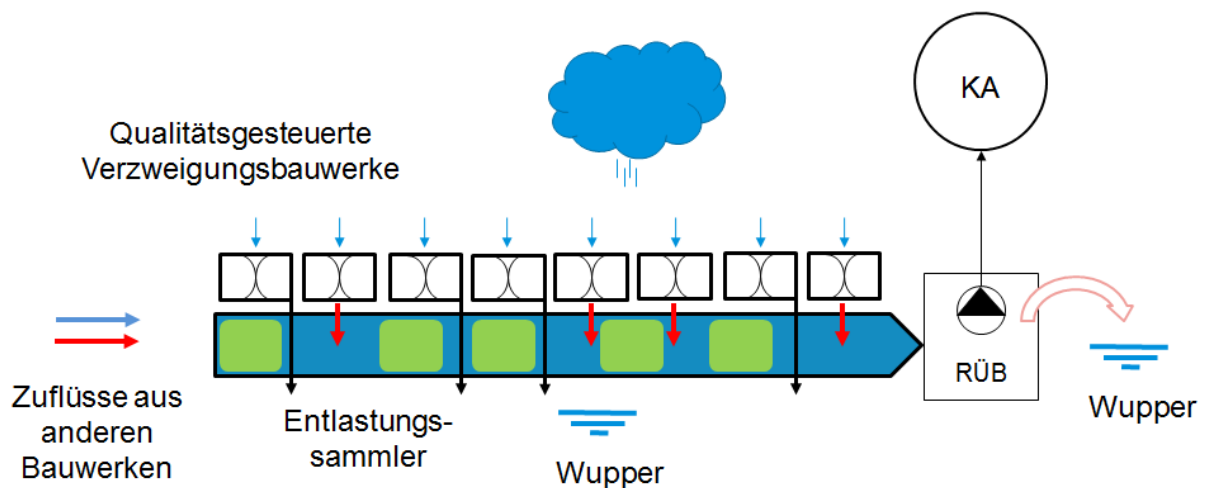 KA
Qualitätsgesteuerte
Verzweigungsbauwerke
RÜB
Zuflüsse aus
anderen
Bauwerken
Entlastungs-
sammler
Wupper
Wupper